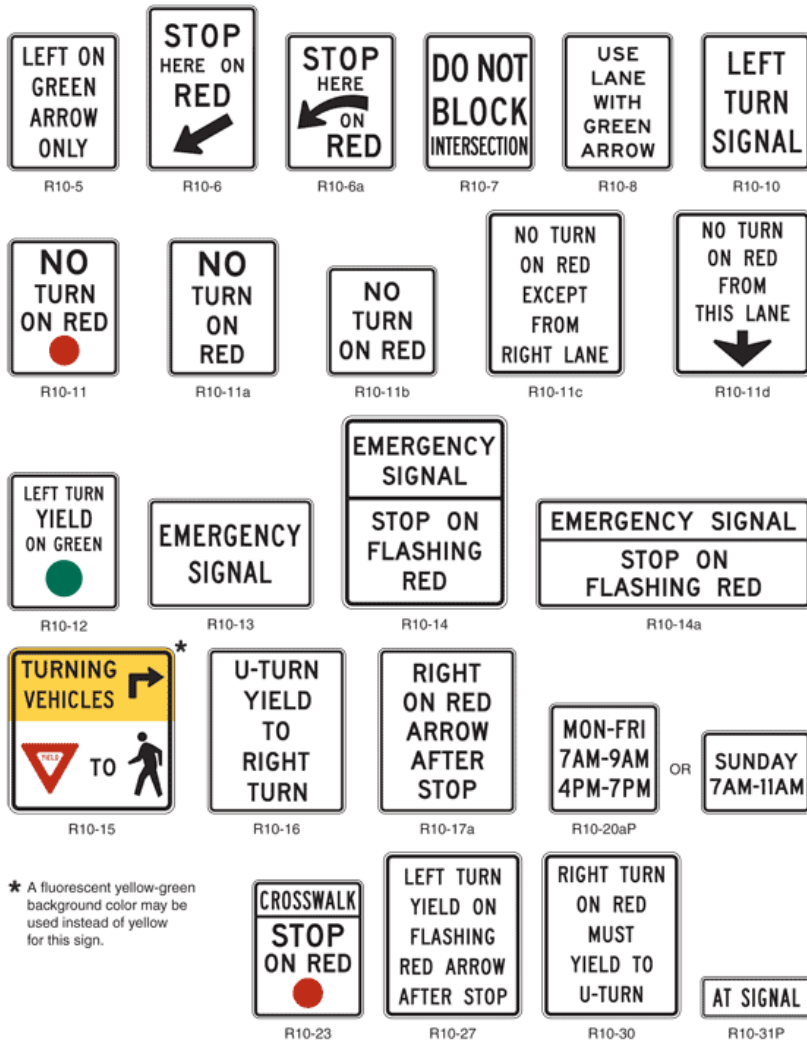 LEFT ON
GREEN
ARROW
ONLY
R10-5
STOP
HERE ON
RED
R10-6
STOP
HERE
ON
RED
R10-6a
DO NOT
BLOCK
INTERSECTION
R10-7
USE
LANE
WITH
GREEN
ARROW
R10-8
LEFT
TURN
SIGNAL
R10-10
NO
TURN
ON RED
R10-11
NO
TURN
ON
RED
R10-11a
NO
TURN
ON RED
R10-11b
NO TURN
ON RED
EXCEPT
FROM
RIGHT LANE
R10-11c
NO TURN
ON RED
FROM
THIS LANE
R10-11d
LEFT TURN
YIELD
ON GREEN
R10-12
EMERGENCY
SIGNAL
R10-13
EMERGENCY
SIGNAL
STOP ON
FLASHING
RED
R10-14
EMERGENCY SIGNAL
STOP ON
FLASHING RED
R10-14a
TURNING
VEHICLES
YIELD TO
*
R10-15
U-TURN
YIELD
TO
RIGHT
TURN
R10-16
RIGHT
ON RED
ARROW
AFTER
STOP
R10-17a
MON-FRI
7AM-9AM
4PM-7PM
R10-20aP
OR
SUNDAY
7AM-11AM
* A fluorescent yellow-green
background color may be
used instead of yellow
for this sign.
CROSSWALK
STOP
ON RED
R10-23
LEFT TURN
YIELD ON
FLASHING
RED ARROW
AFTER STOP
R10-27
RIGHT TURN
ON RED
MUST
YIELD TO
U-TURN
R10-30
AT SIGNAL
R10-31P